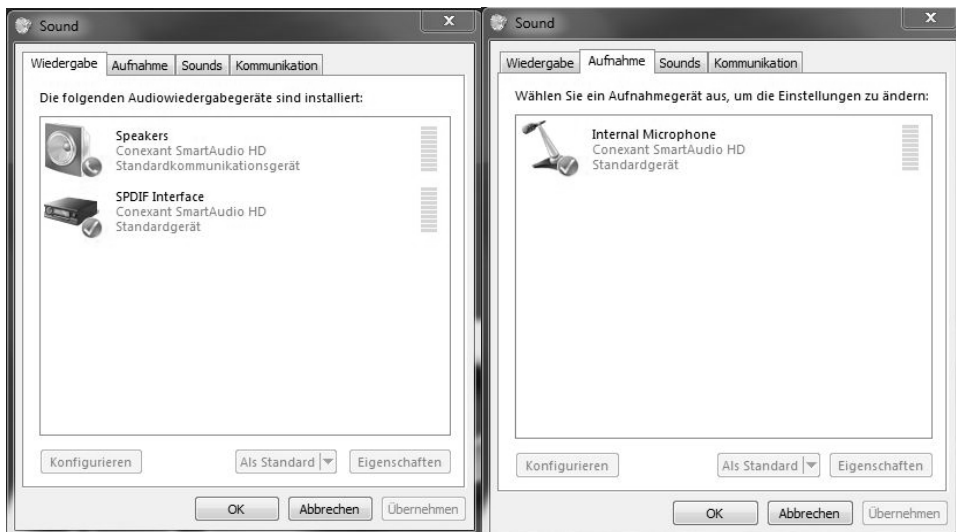 Sound
X
Wiedergabe Aufnahme Sounds Kommunikation
Die folgenden Audiowiedergabegeräte sind installiert:
Speakers
Conexant SmartAudio HD
Standardkommunikationsgerät
SPDIF Interface
Conexant SmartAudio HD
Standardgerät
Konfigurieren Als Standard Eigenschaften
OK Abbrechen Übernehmen
Sound
X
Wiedergabe Aufnahme Sounds Kommunikation
Wählen Sie ein Aufnahmegerät aus, um die Einstellungen zu ändern:
Internal Microphone
Conexant SmartAudio HD
Standardgerät
Konfigurieren Als Standard Eigenschaften
OK Abbrechen Übernehmen